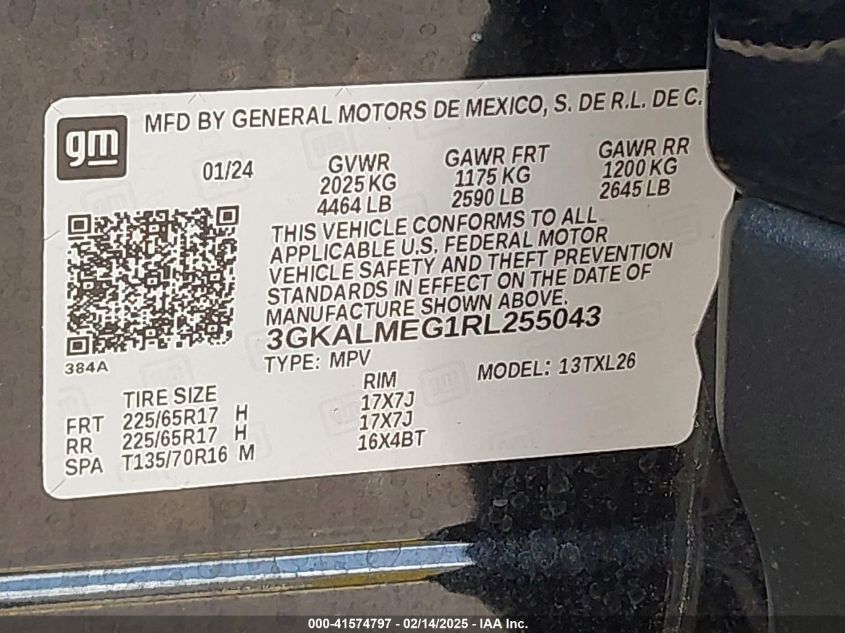 MFD BY GENERAL MOTORS DE MEXICO, S. DE R.L. DE C.
gm
01/24
GVWR GAWR FRT GAWR RR
2025 KG 1175 KG 1200 KG
4464 LB 2590 LB 2645 LB
THIS VEHICLE CONFORMS TO ALL
APPLICABLE U.S. FEDERAL MOTOR
VEHICLE SAFETY AND THEFT PREVENTION
STANDARDS IN EFFECT ON THE DATE OF
MANUFACTURE SHOWN ABOVE.
3GKALMEG1RL255043
384A
TYPE: MPV MODEL: 13TXL26
TIRE SIZE RIM
FRT 225/65R17 H 17X7J
RR 225/65R17 H 17X7J
SPA T135/70R16 M 16X4BT
000-41574797 - 02/14/2025 - IAA Inc.